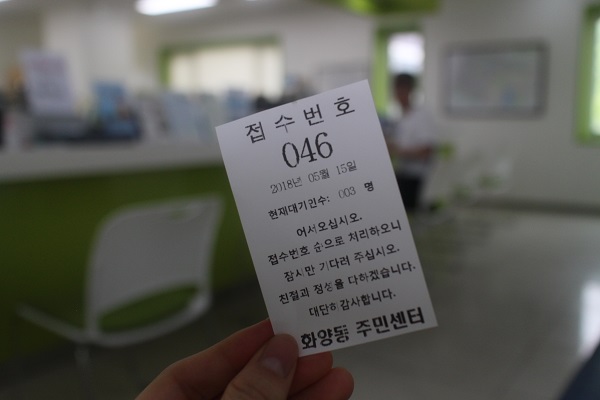 접수번호
046
2018년 05월 15일
현재대기인수: 003 명
어서오십시오.
접수번호 순으로 처리하오니
잠시만 기다려 주십시오.
친절과 정성을 다하겠습니다.
대단히 감사합니다.
화양동 주민센터